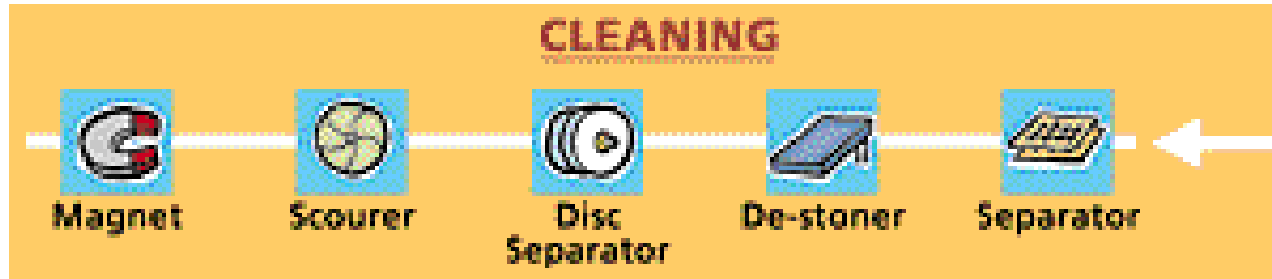 CLEANING
Magnet
Scourer
Disc
Separator
De-stoner
Separator